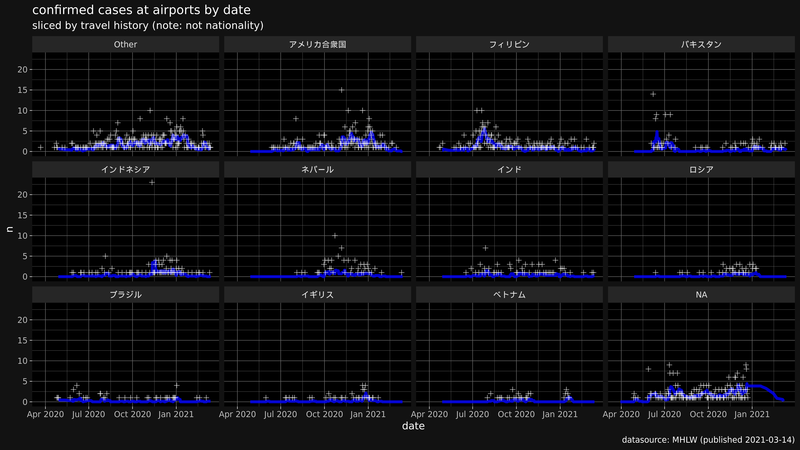 confirmed cases at airports by date
sliced by travel history (note: not nationality)
Other アメリカ合衆国 フィリピン パキスタン
20
15
10
5
0
インドネシア ネパール インド ロシア
20
15
10
5
0
n
ブラジル イギリス ベトナム NA
20
15
10
5
0
Apr 2020 Jul 2020 Oct 2020 Jan 2021 Apr 2020 Jul 2020 Oct 2020 Jan 2021 Apr 2020 Jul 2020 Oct 2020 Jan 2021 Apr 2020 Jul 2020 Oct 2020 Jan 2021
date
datasource: MHLW (published 2021-03-14)